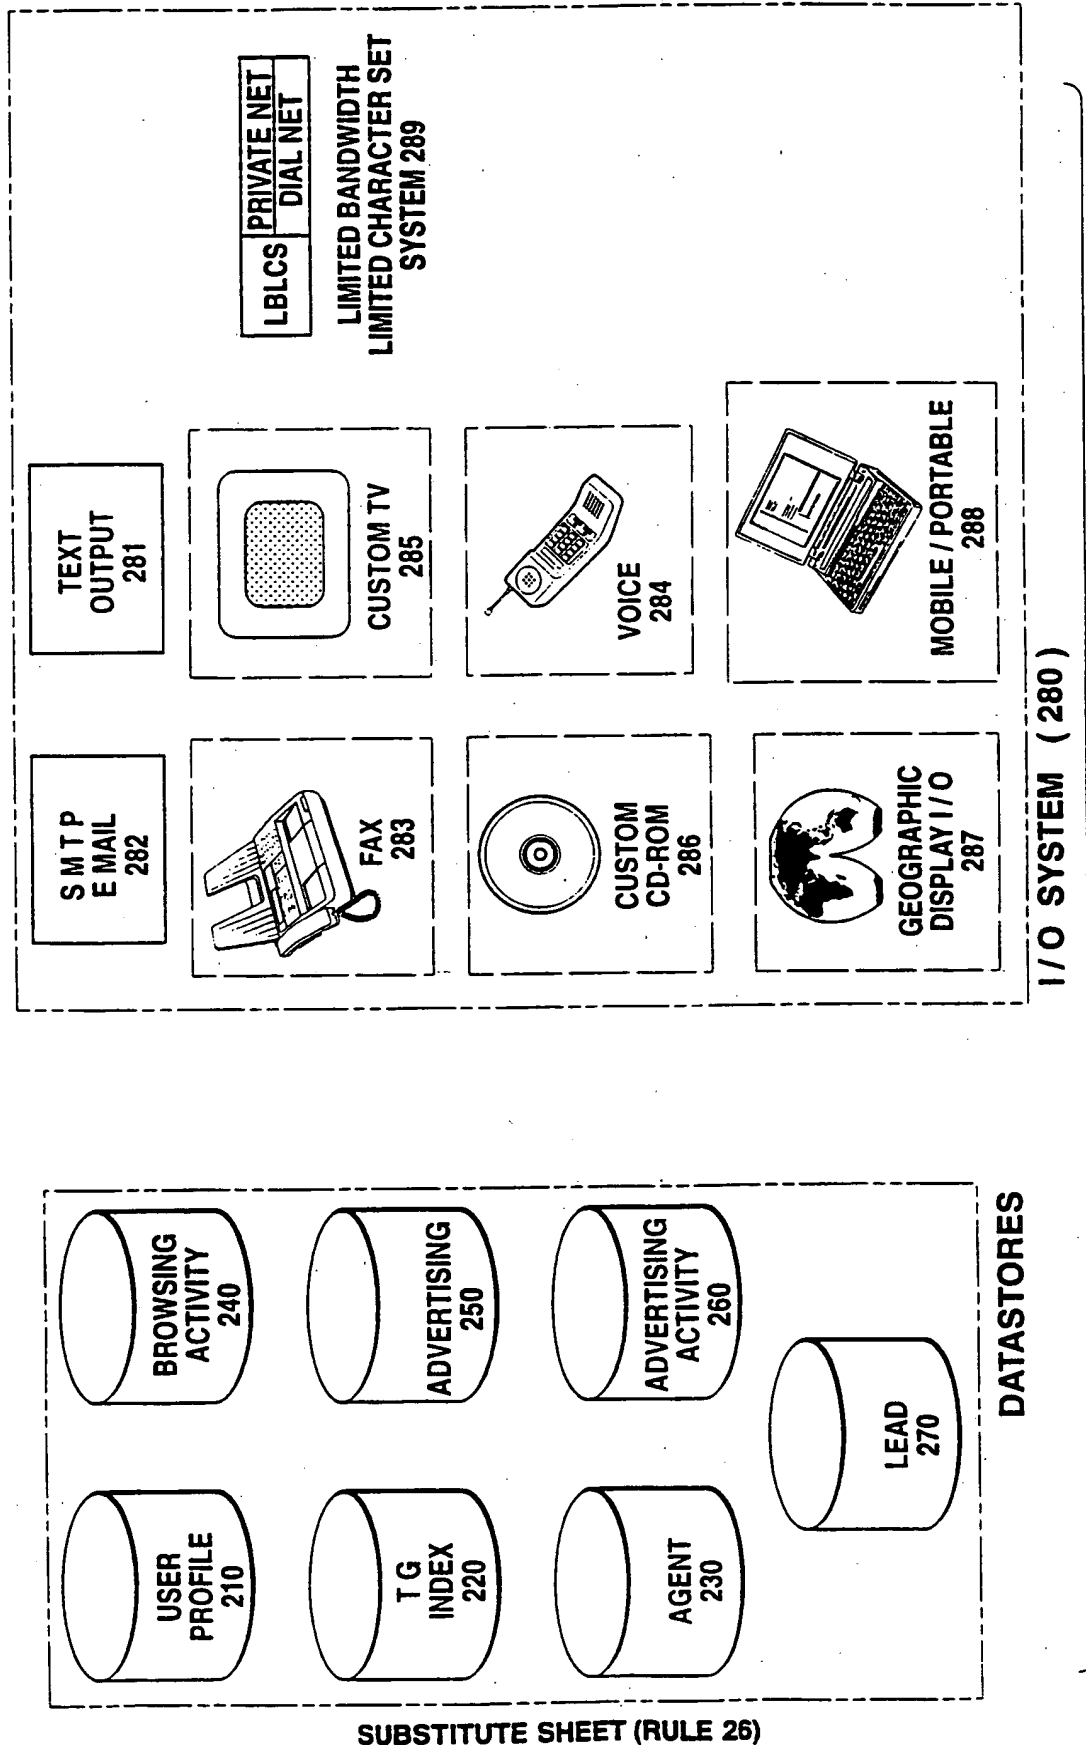 USER
PROFILE
210
BROWSING
ACTIVITY
240
T G
INDEX
220
ADVERTISING
250
AGENT
230
ADVERTISING
ACTIVITY
260
LEAD
270
DATASTORES
S M T P
E MAIL
282
TEXT
OUTPUT
281
LBLCS
PRIVATE NET
DIAL NET
LIMITED BANDWIDTH
LIMITED CHARACTER SET
SYSTEM 289
FAX
283
CUSTOM TV
285
CUSTOM
CD-ROM
286
VOICE
284
GEOGRAPHIC
DISPLAY I / O
287
MOBILE / PORTABLE
288
I / O SYSTEM ( 280 )
SUBSTITUTE SHEET (RULE 26)